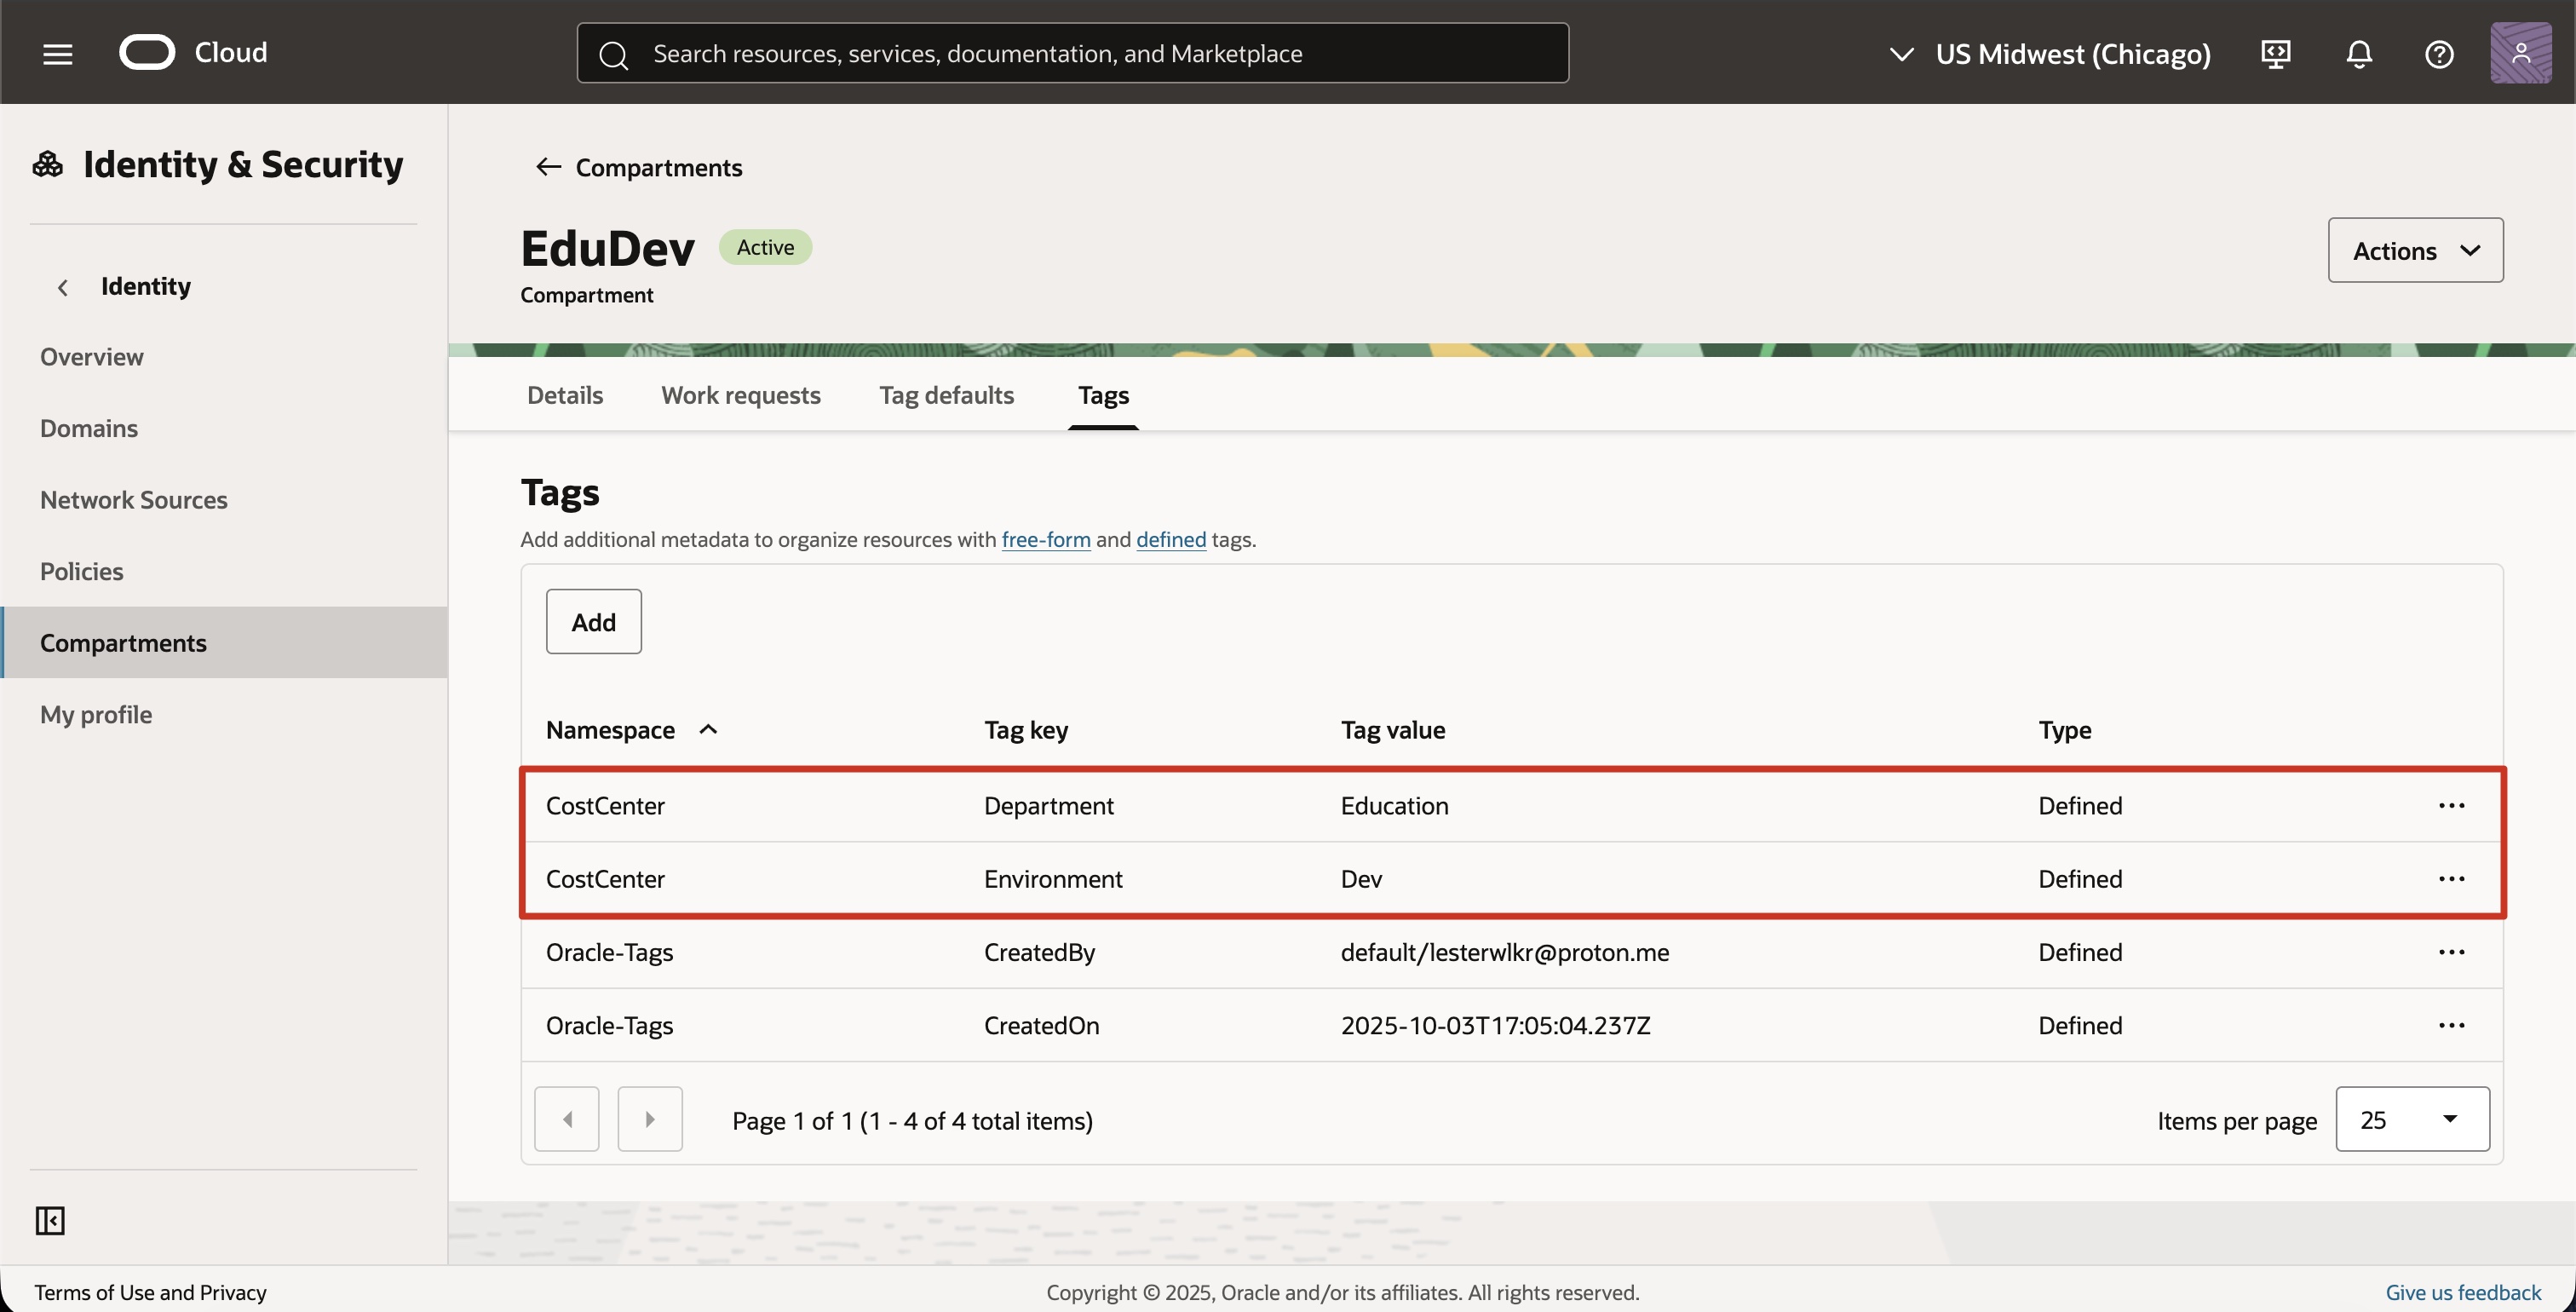 Cloud
Search resources, services, documentation, and Marketplace
US Midwest (Chicago)
Identity & Security
Identity
Overview
Domains
Network Sources
Policies
Compartments
My profile
Compartments
EduDev Active
Compartment
Actions
Details Work requests Tag defaults Tags
Tags
Add additional metadata to organize resources with free-form and defined tags.
Add
Namespace Tag key Tag value Type
CostCenter Department Education Defined
CostCenter Environment Dev Defined
Oracle-Tags CreatedBy default/lesterwlkr@proton.me Defined
Oracle-Tags CreatedOn 2025-10-03T17:05:04.237Z Defined
Page 1 of 1 (1 - 4 of 4 total items)
Items per page 25
Terms of Use and Privacy
Copyright © 2025, Oracle and/or its affiliates. All rights reserved.
Give us feedback